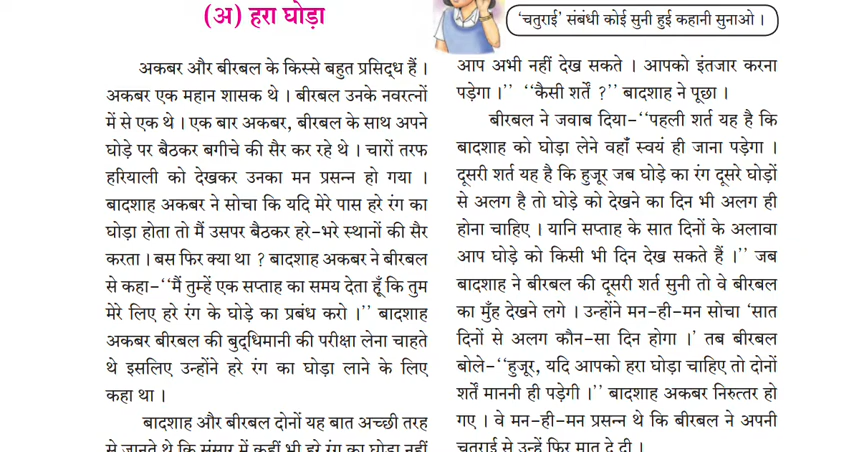 (अ) हरा घोड़ा
'चतुराई' संबंधी कोई सुनी हुई कहानी सुनाओ ।
अकबर और बीरबल के किस्से बहुत प्रसिद्ध हैं ।
अकबर एक महान शासक थे । बीरबल उनके नवरत्नों
में से एक थे । एक बार अकबर, बीरबल के साथ अपने
घोड़े पर बैठकर बगीचे की सैर कर रहे थे । चारों तरफ
हरियाली को देखकर उनका मन प्रसन्न हो गया ।
बादशाह अकबर ने सोचा कि यदि मेरे पास हरे रंग का
घोड़ा होता तो मैं उसपर बैठकर हरे-भरे स्थानों की सैर
करता । बस फिर क्या था ? बादशाह अकबर ने बीरबल
से कहा-‘‘मैं तुम्हें एक सप्ताह का समय देता हूँ कि तुम
मेरे लिए हरे रंग के घोड़े का प्रबंध करो ।’’ बादशाह
अकबर बीरबल की बुद्धिमानी की परीक्षा लेना चाहते
थे इसलिए उन्होंने हरे रंग का घोड़ा लाने के लिए
कहा था ।
बादशाह और बीरबल दोनों यह बात अच्छी तरह
से जानते थे कि संसार में कहीं भी हरे रंग का घोड़ा नहीं
आप अभी नहीं देख सकते । आपको इंतजार करना
पड़ेगा ।’’ ‘‘कैसी शर्तें ?’’ बादशाह ने पूछा ।
बीरबल ने जवाब दिया-‘‘पहली शर्त यह है कि
बादशाह को घोड़ा लेने वहाँ स्वयं ही जाना पड़ेगा ।
दूसरी शर्त यह है कि हुजूर जब घोड़े का रंग दूसरे घोड़ों
से अलग है तो घोड़े को देखने का दिन भी अलग ही
होना चाहिए । यानि सप्ताह के सात दिनों के अलावा
आप घोड़े को किसी भी दिन देख सकते हैं ।’’ जब
बादशाह ने बीरबल की दूसरी शर्त सुनी तो वे बीरबल
का मुँह देखने लगे । उन्होंने मन-ही-मन सोचा ‘सात
दिनों से अलग कौन-सा दिन होगा ।’ तब बीरबल
बोले-‘‘हुजूर, यदि आपको हरा घोड़ा चाहिए तो दोनों
शर्तें माननी ही पड़ेगी ।’’ बादशाह अकबर निरुत्तर हो
गए । वे मन-ही-मन प्रसन्न थे कि बीरबल ने अपनी
चतुराई से उन्हें फिर मात दे दी ।